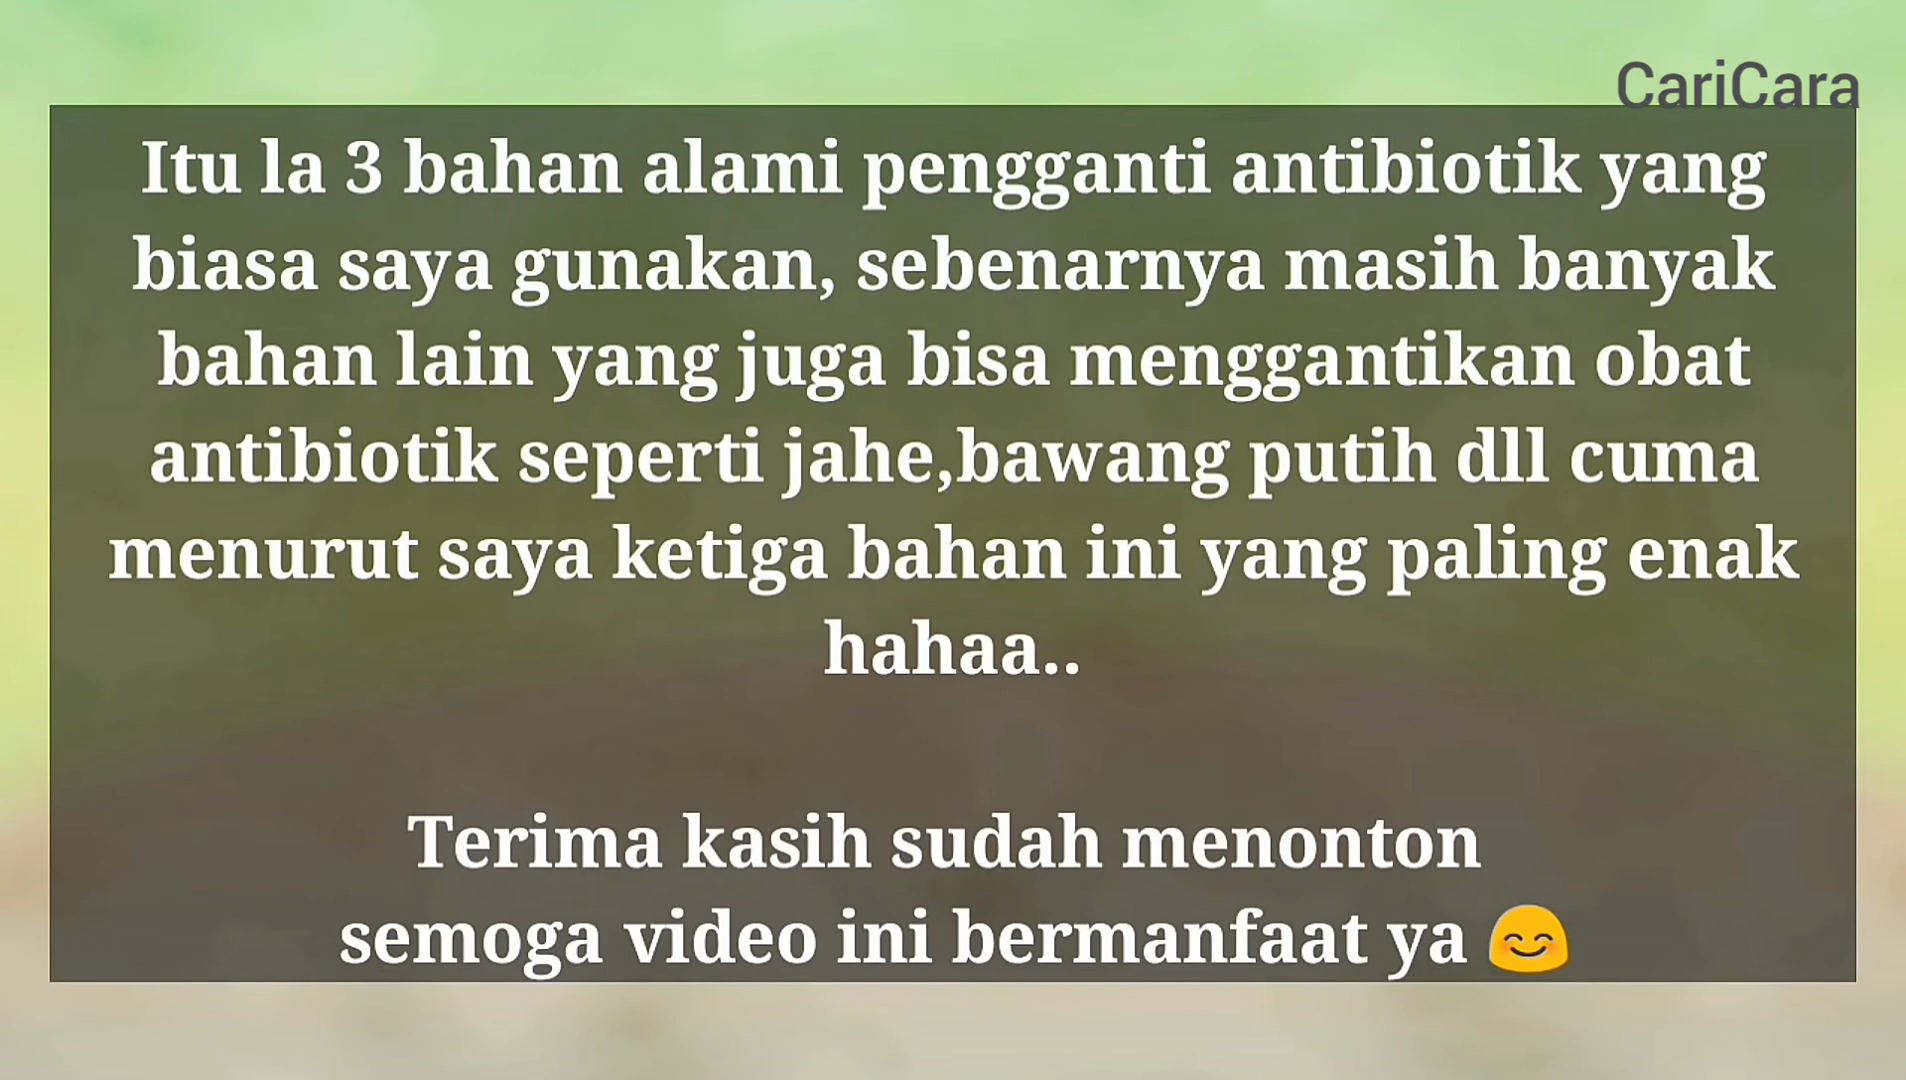 CariCara
Itu la 3 bahan alami pengganti antibiotik yang
biasa saya gunakan, sebenarnya masih banyak
bahan lain yang juga bisa menggantikan obat
antibiotik seperti jahe,bawang putih dll cuma
menurut saya ketiga bahan ini yang paling enak
hahaa..
Terima kasih sudah menonton
semoga video ini bermanfaat ya 😊